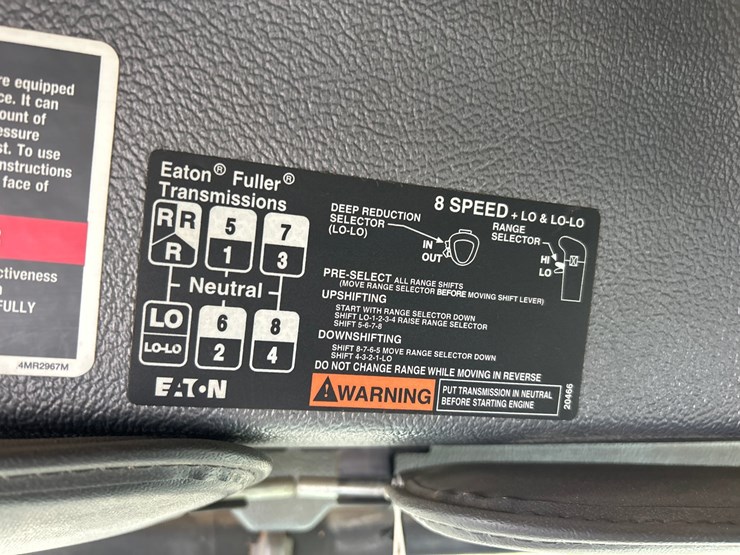 re equipped
ce. It can
ount of
essure
st. To use
nstructions
face of
ctiveness
FULLY
4MR2967M
Eaton® Fuller®
Transmissions
8 SPEED + LO & LO-LO
DEEP REDUCTION
SELECTOR
(LO-LO)
IN
OUT
RANGE
SELECTOR
HI
LO
R R 5 7
R 1 3
Neutral
LO 6 8
LO-LO 2 4
PRE-SELECT ALL RANGE SHIFTS
(MOVE RANGE SELECTOR BEFORE MOVING SHIFT LEVER)
UPSHIFTING
START WITH RANGE SELECTOR DOWN
SHIFT LO-1-2-3-4 RAISE RANGE SELECTOR
SHIFT 5-6-7-8
DOWNSHIFTING
SHIFT 8-7-6-5 MOVE RANGE SELECTOR DOWN
SHIFT 4-3-2-1-LO
DO NOT CHANGE RANGE WHILE MOVING IN REVERSE
EATON
WARNING
PUT TRANSMISSION IN NEUTRAL
BEFORE STARTING ENGINE
20466